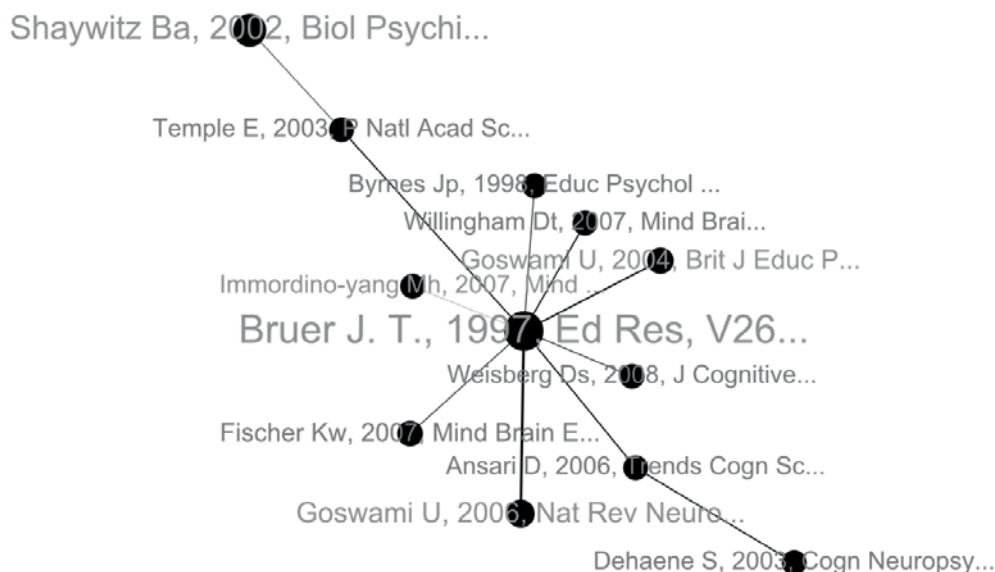 Shaywitz Ba, 2002, Biol Psychi...
Temple E, 2003, P Natl Acad Sc...
Byrnes Jp, 1998, Educ Psychol ...
Willingham Dt, 2007, Mind Brai...
Goswami U, 2004, Brit J Educ P...
Immordino-yang Mh, 2007, Mind ...
Bruer J. T., 1997, Ed Res, V26...
Weisberg Ds, 2008, J Cognitive...
Fischer Kw, 2007, Mind Brain E...
Ansari D, 2006, Trends Cogn Sc...
Goswami U, 2006, Nat Rev Neuro...
Dehaene S, 2003, Cogn Neuropsy...